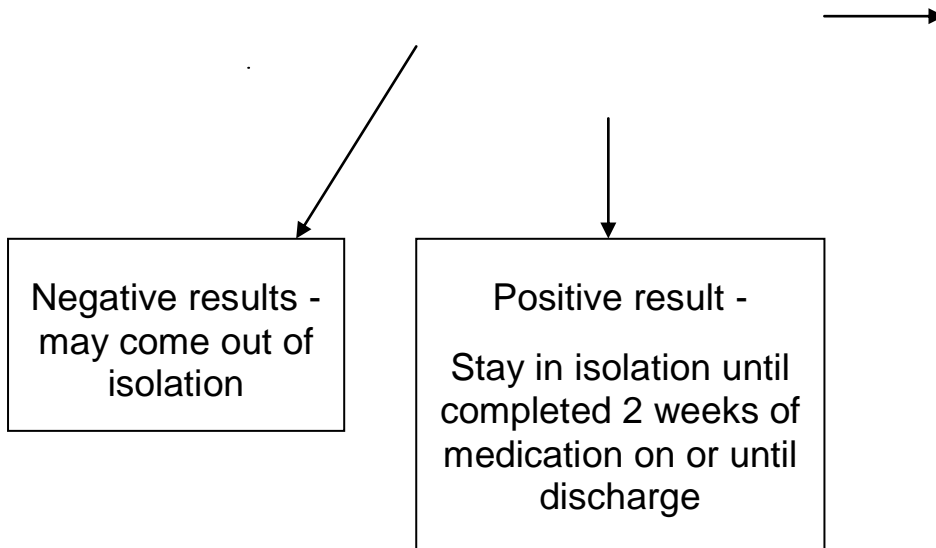 Negative results -
may come out of
isolation
Positive result -
Stay in isolation until
completed 2 weeks of
medication on or until
discharge